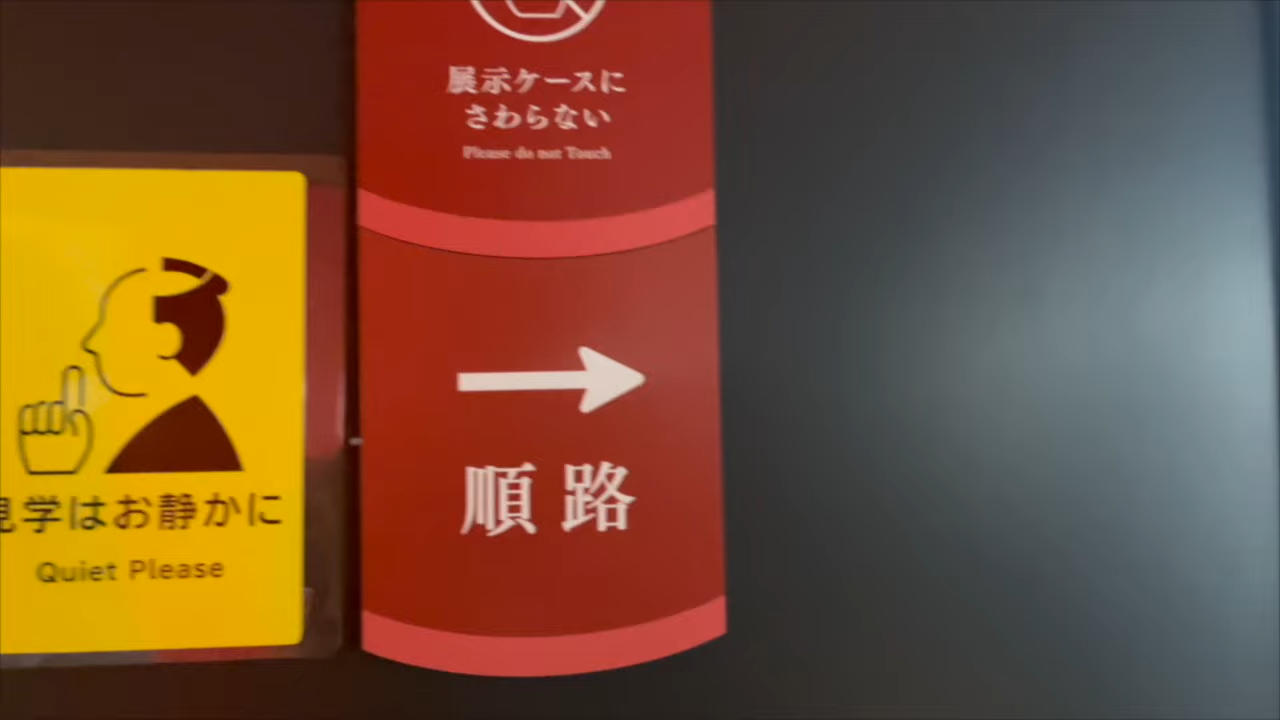 展示ケースに
さわらない
Please do not Touch
順路
見学はお静かに
Quiet Please